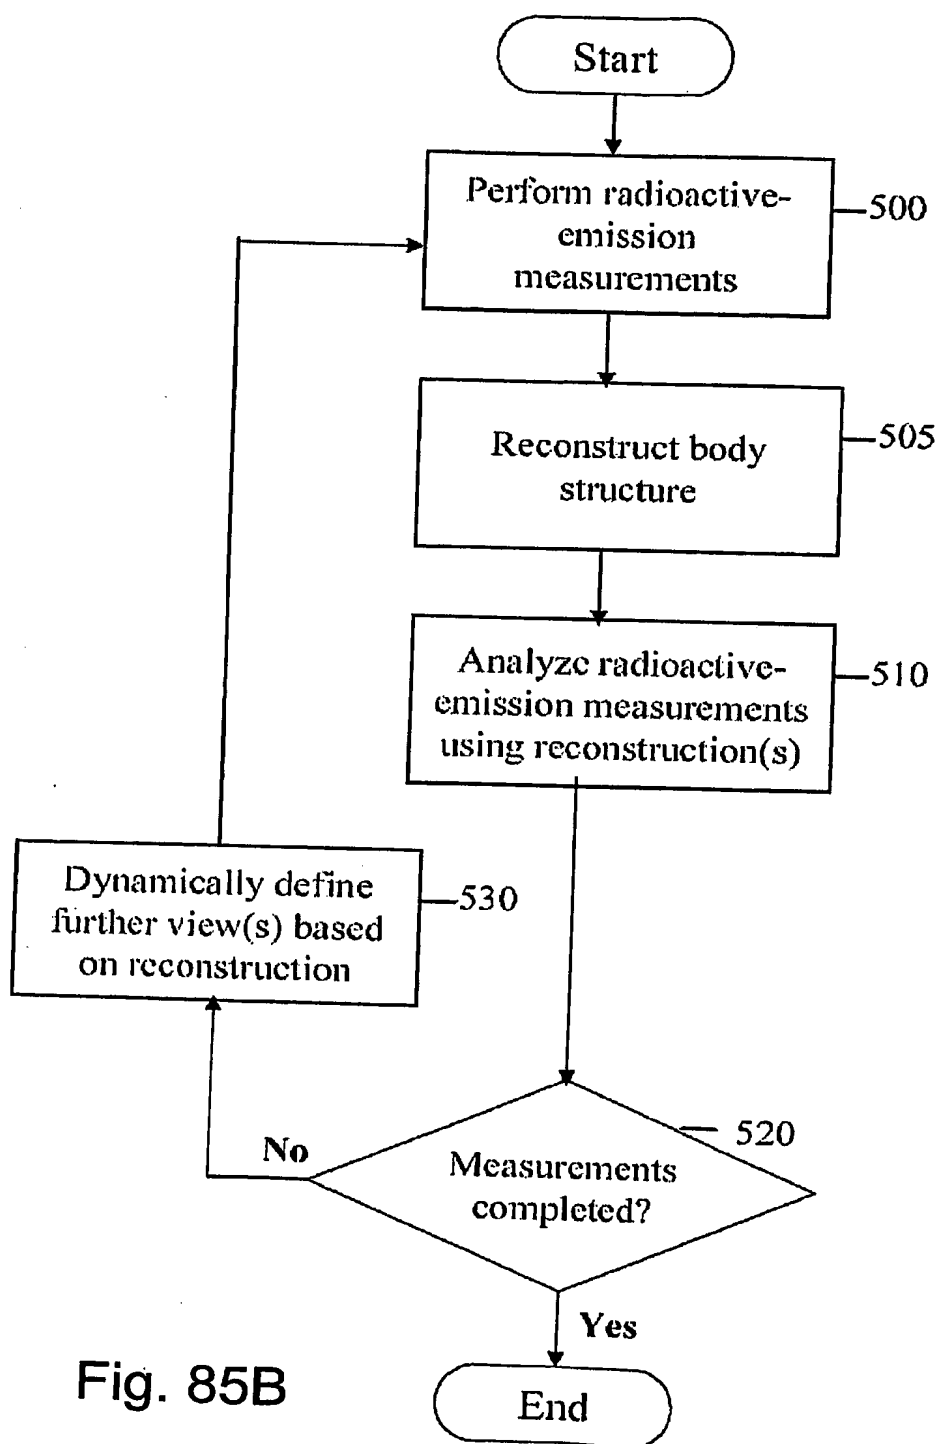 Start
Perform radioactive-
emission
measurements
500
Reconstruct body
structure
505
Analyze radioactive-
emission measurements
using reconstruction(s)
510
Dynamically define
further view(s) based
on reconstruction
530
No
520
Measurements
completed?
Yes
End
Fig. 85B